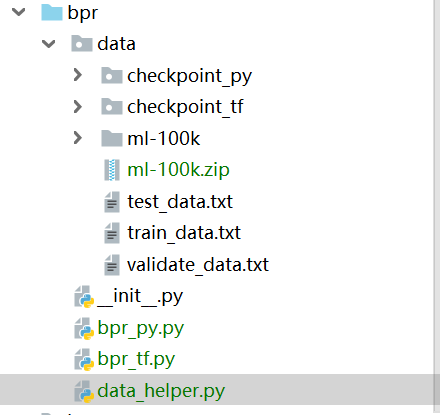 bpr
data
checkpoint_py
checkpoint_tf
ml-100k
ml-100k.zip
test_data.txt
train_data.txt
validate_data.txt
__init__.py
bpr_py.py
bpr_tf.py
data_helper.py